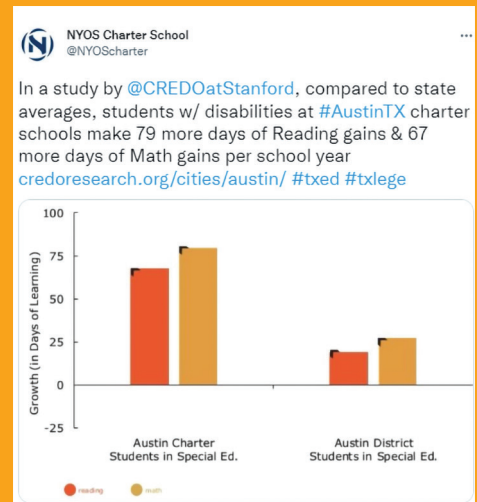 NYOS Charter School
@NYOScharter
In a study by @CREDOatStanford, compared to state
averages, students w/ disabilities at #AustinTX charter
schools make 79 more days of Reading gains & 67
more days of Math gains per school year
credoresearch.org/cities/austin/ #txed #txlege
100
75
50
25
0
-25
Growth (in Days of Learning)
Austin Charter
Students in Special Ed.
Austin District
Students in Special Ed.
reading
math